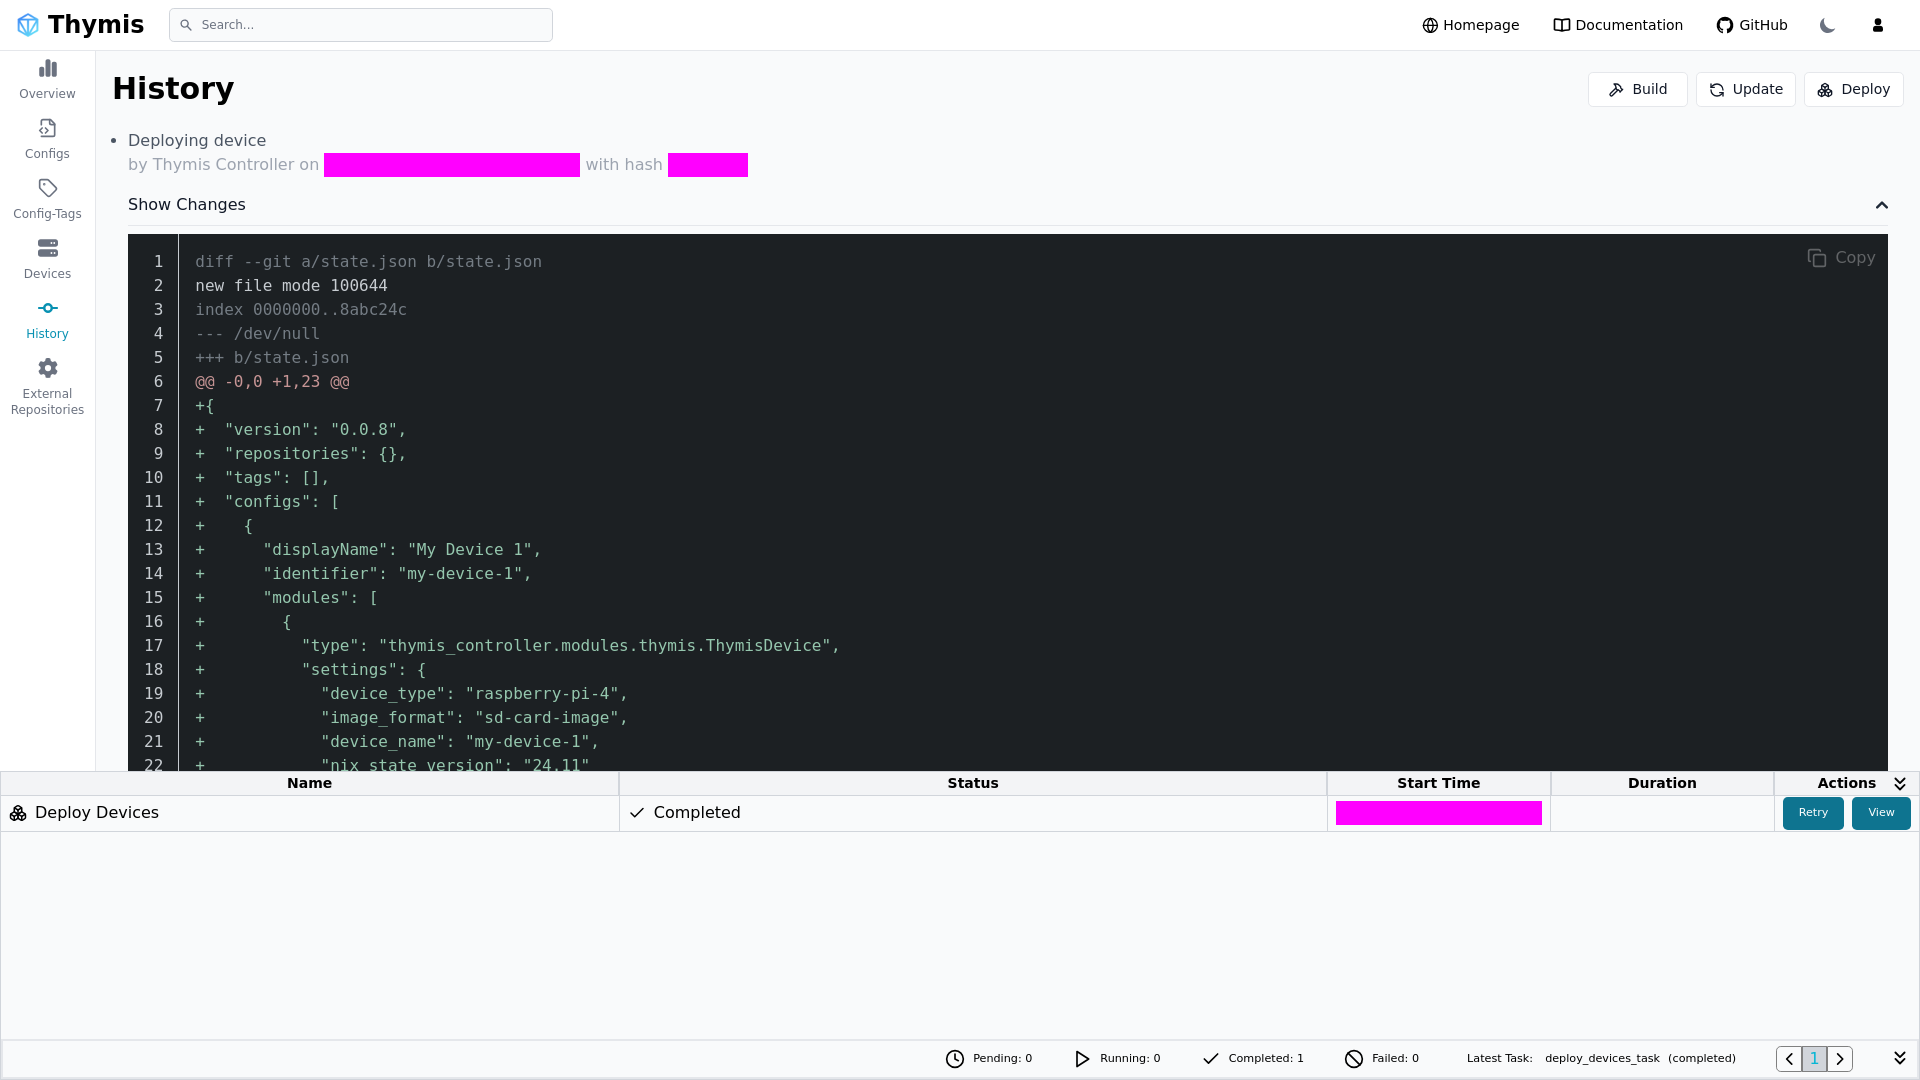 Thymis
Search...
Homepage
Documentation
GitHub
Overview
Configs
Config-Tags
Devices
History
External
Repositories
History
Build
Update
Deploy
Deploying device
by Thymis Controller on
with hash
Show Changes
Copy
1 diff --git a/state.json b/state.json
2 new file mode 100644
3 index 0000000..8abc24c
4 --- /dev/null
5 +++ b/state.json
6 @@ -0,0 +1,23 @@
7 +{
8 +  "version": "0.0.8",
9 +  "repositories": {},
10 +  "tags": [],
11 +  "configs": [
12 +    {
13 +      "displayName": "My Device 1",
14 +      "identifier": "my-device-1",
15 +      "modules": [
16 +        {
17 +          "type": "thymis_controller.modules.thymis.ThymisDevice",
18 +          "settings": {
19 +            "device_type": "raspberry-pi-4",
20 +            "image_format": "sd-card-image",
21 +            "device_name": "my-device-1",
22 +            "nix_state_version": "24.11"
Name Status Start Time Duration Actions
Deploy Devices Completed Retry View
Pending: 0 Running: 0 Completed: 1 Failed: 0 Latest Task: deploy_devices_task (completed) 1